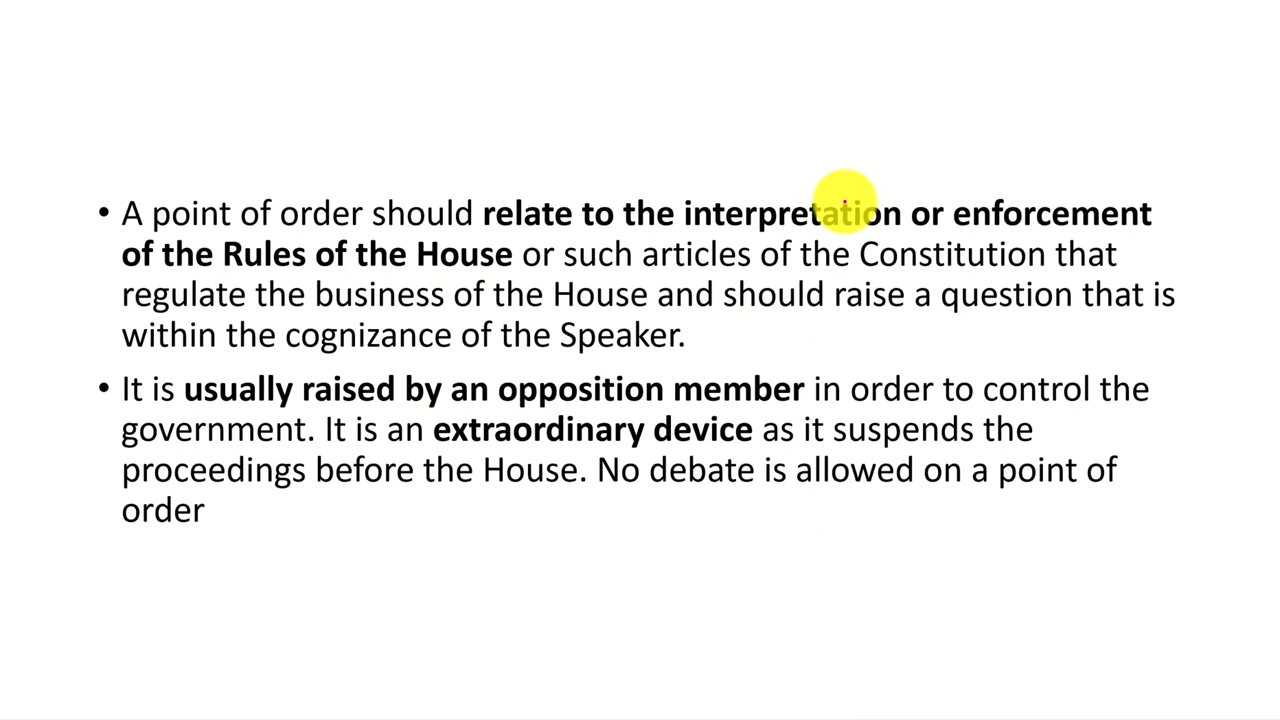 • A point of order should relate to the interpretation or enforcement
of the Rules of the House or such articles of the Constitution that
regulate the business of the House and should raise a question that is
within the cognizance of the Speaker.
• It is usually raised by an opposition member in order to control the
government. It is an extraordinary device as it suspends the
proceedings before the House. No debate is allowed on a point of
order